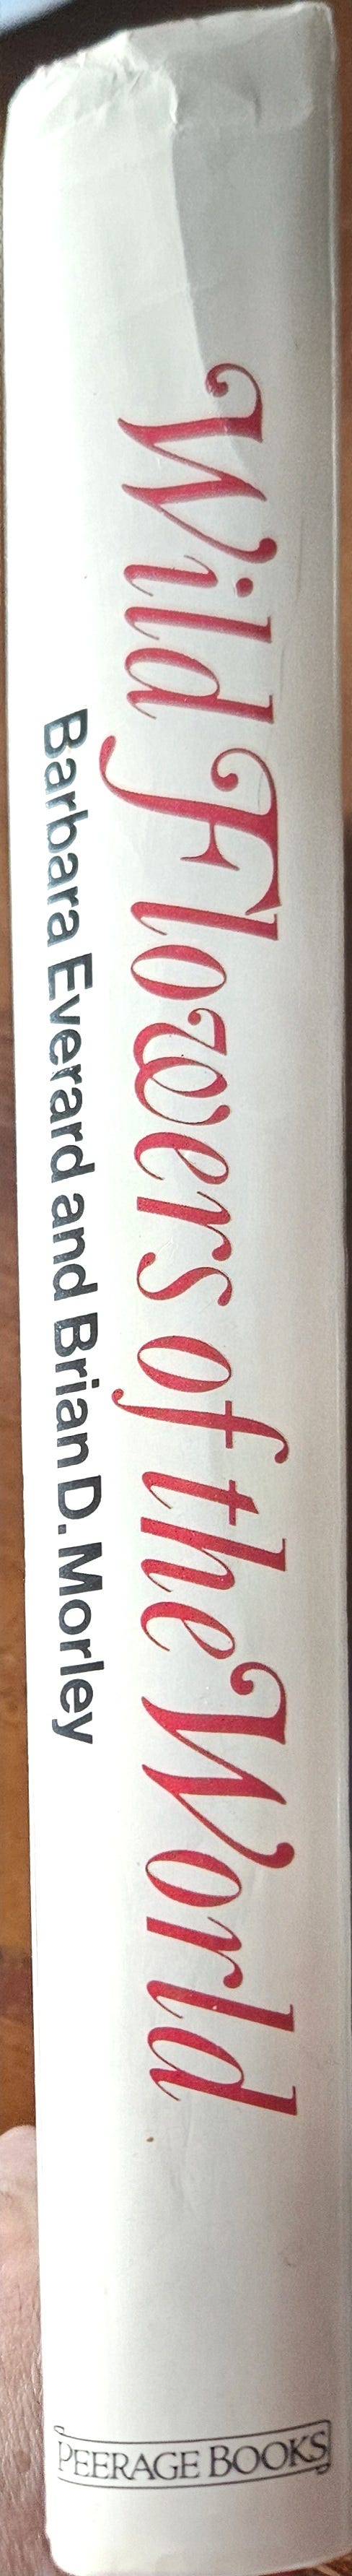 Wild Flowers of the World
Barbara Everard and Brian D. Morley
PEERAGE BOOKS